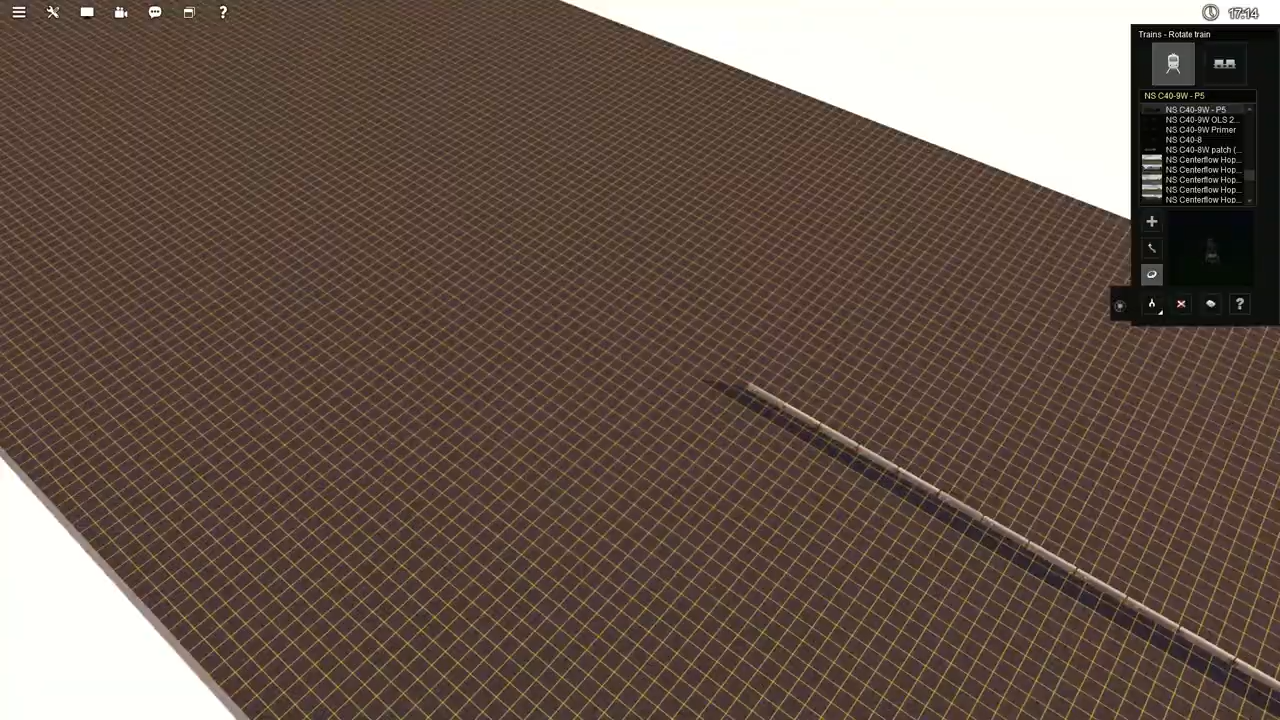 ?
17:14
Trains - Rotate train
NS C40-9W - P5
NS C40-9W - P5
NS C40-9W OLS 2...
NS C40-9W Primer
NS C40-8
NS C40-8W patch (...
NS Centerflow Hop...
NS Centerflow Hop...
NS Centerflow Hop...
NS Centerflow Hop...
NS Centerflow Hop...
?